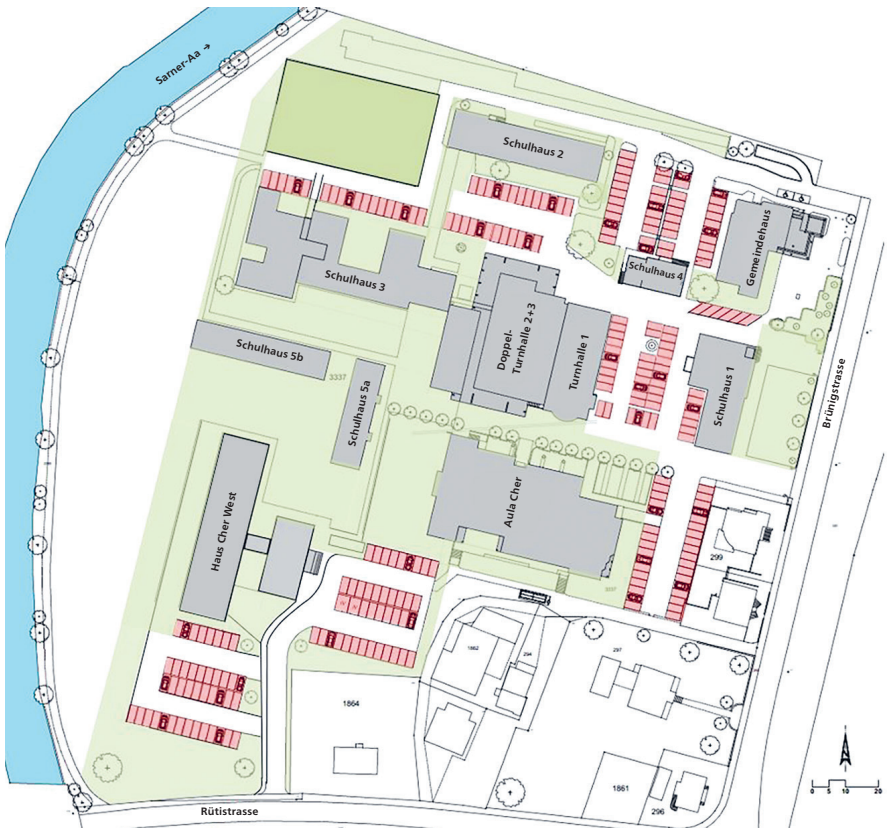 Sarner-Aa →
Schulhaus 2
Gemeindehaus
Schulhaus 4
Schulhaus 3
Doppel-
Turnhalle 2+3
Turnhalle 1
Schulhaus 5b
3337
Schulhaus 5a
Schulhaus 1
Brünigstrasse
Aula Cher
Haus Cher West
299
3337
1862
294
297
1864
1861
296
Rütistrasse
0 5 10 20